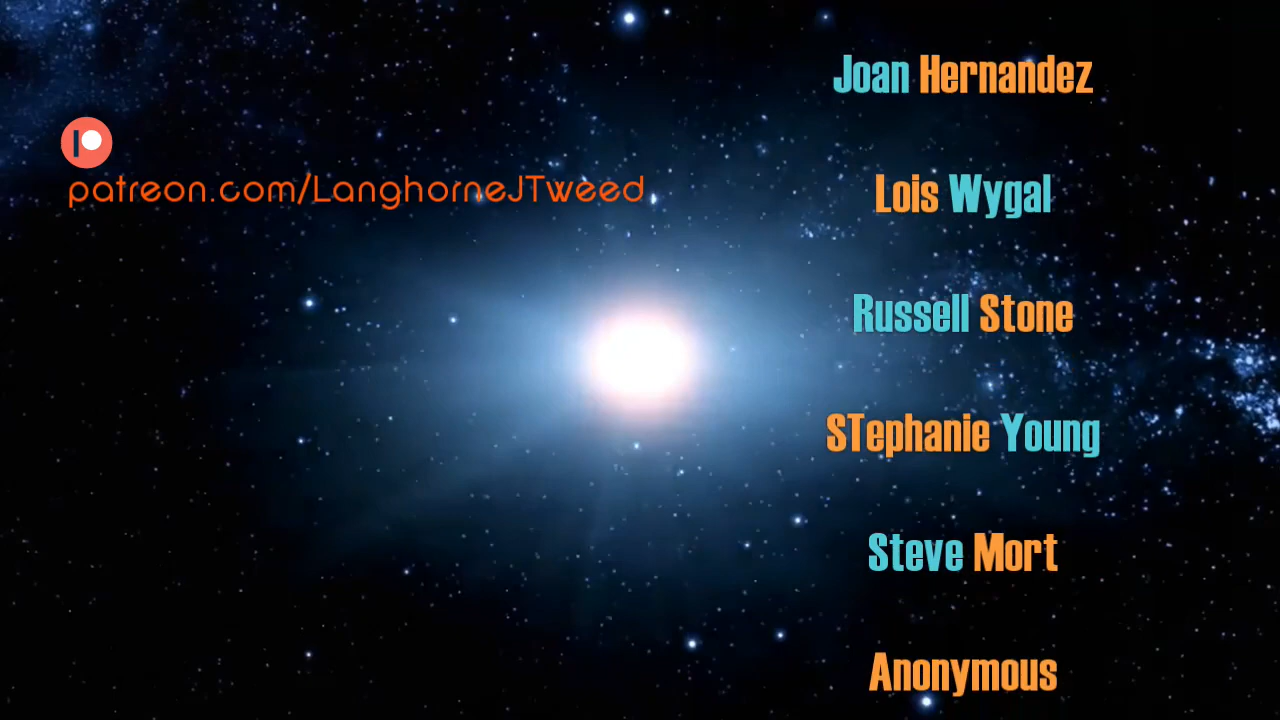 patreon.com/LanghorneJTweed
Joan Hernandez
Lois Wygal
Russell Stone
STephanie Young
Steve Mort
Anonymous